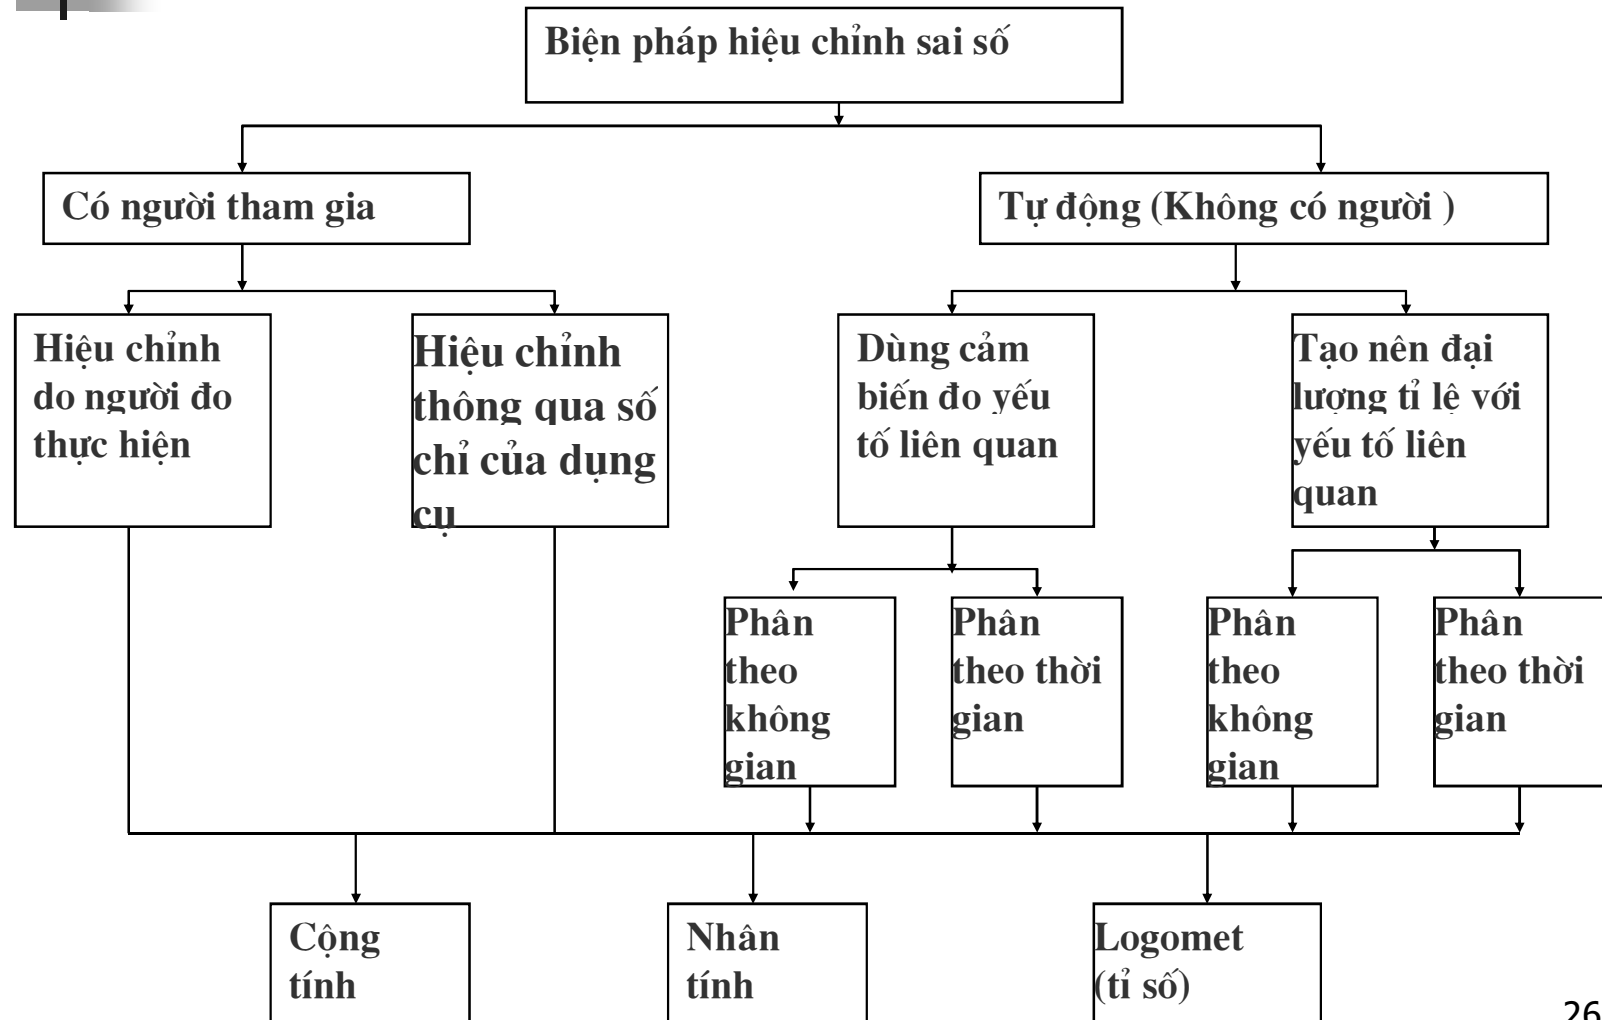 Biện pháp hiệu chỉnh sai số
Có người tham gia
Tự động (Không có người )
Hiệu chỉnh
do người đo
thực hiện
Hiệu chỉnh
thông qua số
chỉ của dụng
cụ
Dùng cảm
biến đo yếu
tố liên quan
Tạo nên đại
lượng tỉ lệ với
yếu tố liên
quan
Phân
theo
không
gian
Phân
theo thời
gian
Phân
theo
không
gian
Phân
theo thời
gian
Cộng
tính
Nhân
tính
Logomet
(tỉ số)
26